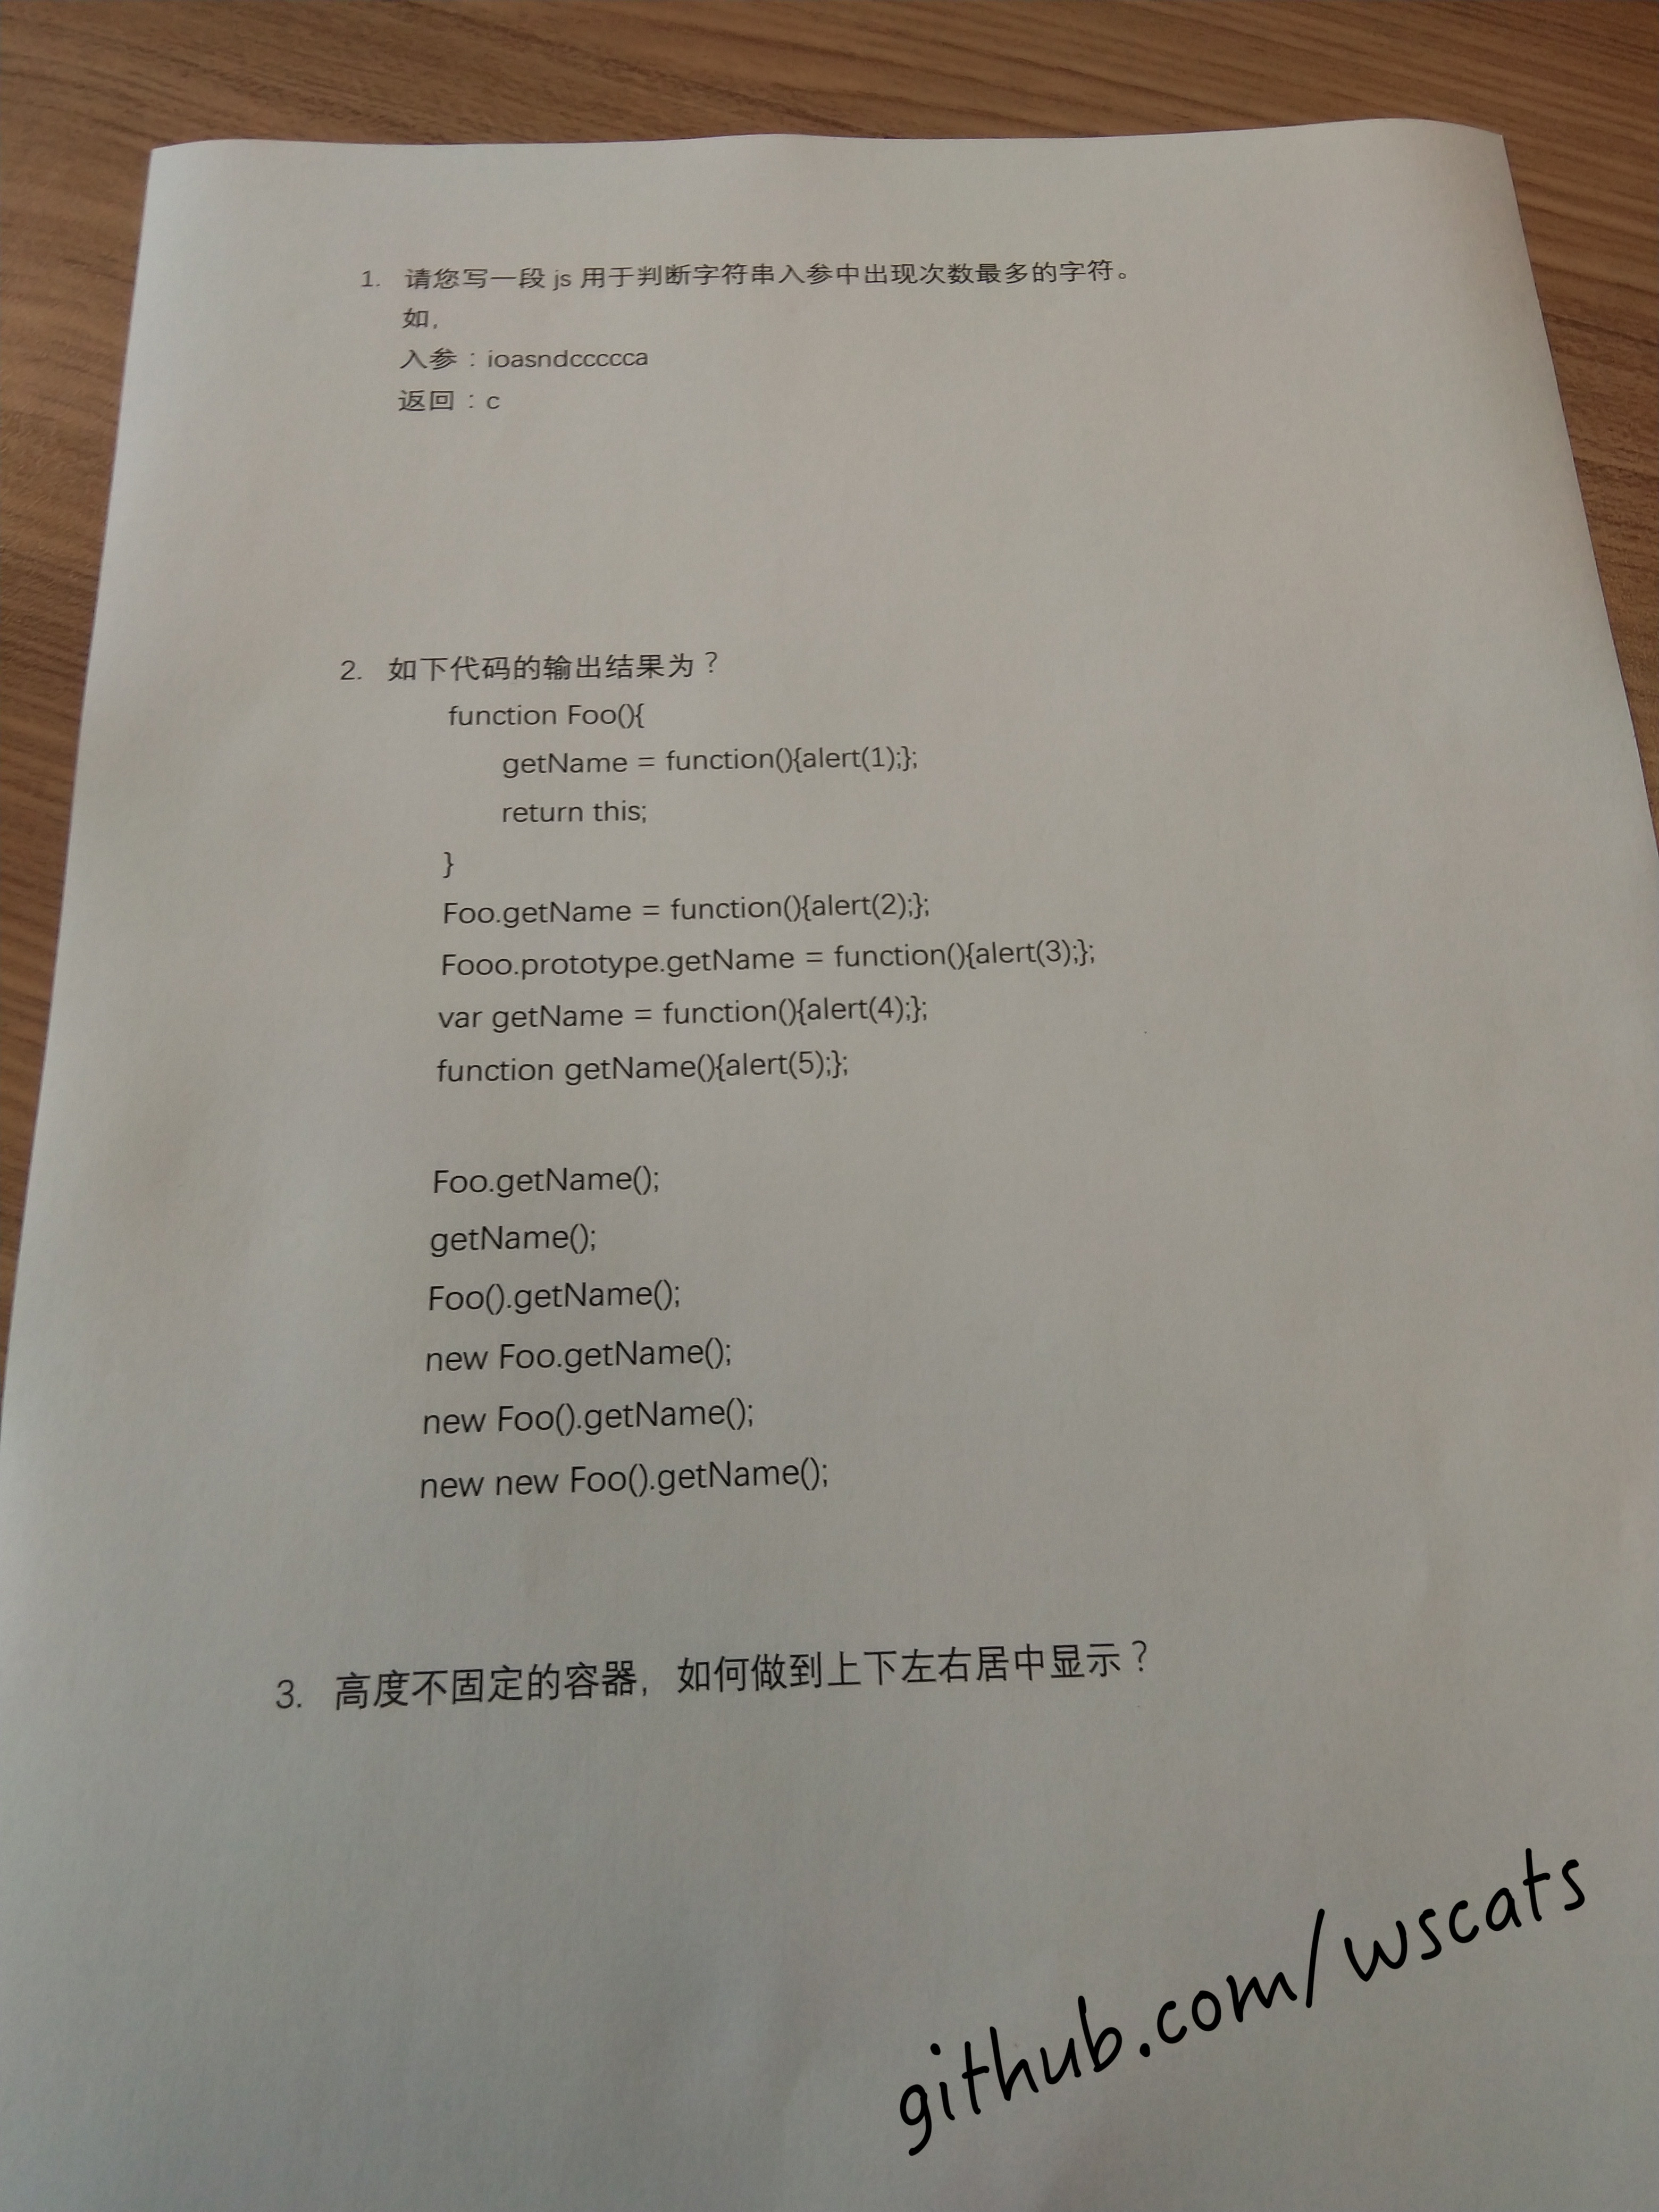 1. 请您写一段 js 用于判断字符串入参中出现次数最多的字符。
如,
入参：ioasndccccca
返回：c
2. 如下代码的输出结果为？
function Foo(){
getName = function(){alert(1);};
return this;
}
Foo.getName = function(){alert(2);};
Fooo.prototype.getName = function(){alert(3);};
var getName = function(){alert(4);};
function getName(){alert(5);};
Foo.getName();
getName();
Foo().getName();
new Foo.getName();
new Foo().getName();
new new Foo().getName();
3. 高度不固定的容器，如何做到上下左右居中显示？
github.com/wscats